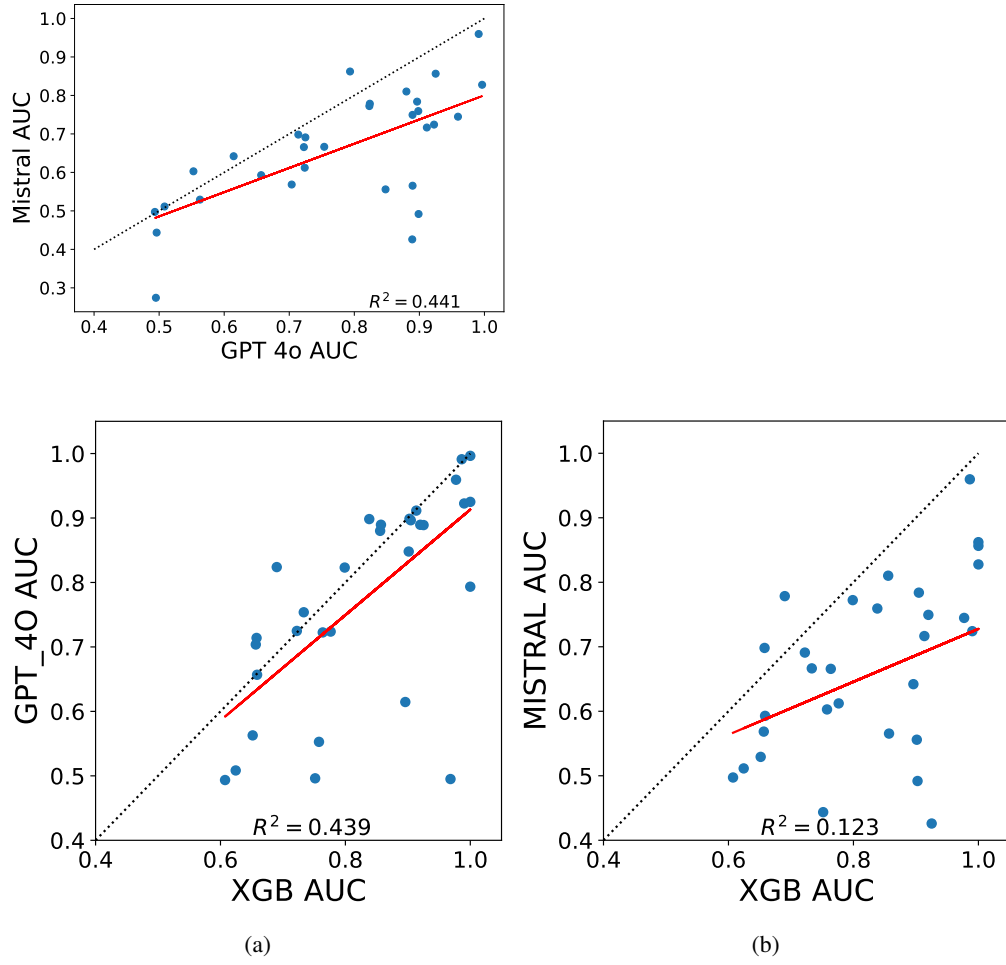 1.0
0.9
0.8
0.7
0.6
0.5
0.4
0.3
Mistral AUC
R² = 0.441
0.4 0.5 0.6 0.7 0.8 0.9 1.0
GPT 4o AUC
1.0
0.9
0.8
0.7
0.6
0.5
0.4
GPT_4O AUC
R² = 0.439
0.4 0.6 0.8 1.0
XGB AUC
(a)
1.0
0.9
0.8
0.7
0.6
0.5
0.4
MISTRAL AUC
R² = 0.123
0.4 0.6 0.8 1.0
XGB AUC
(b)